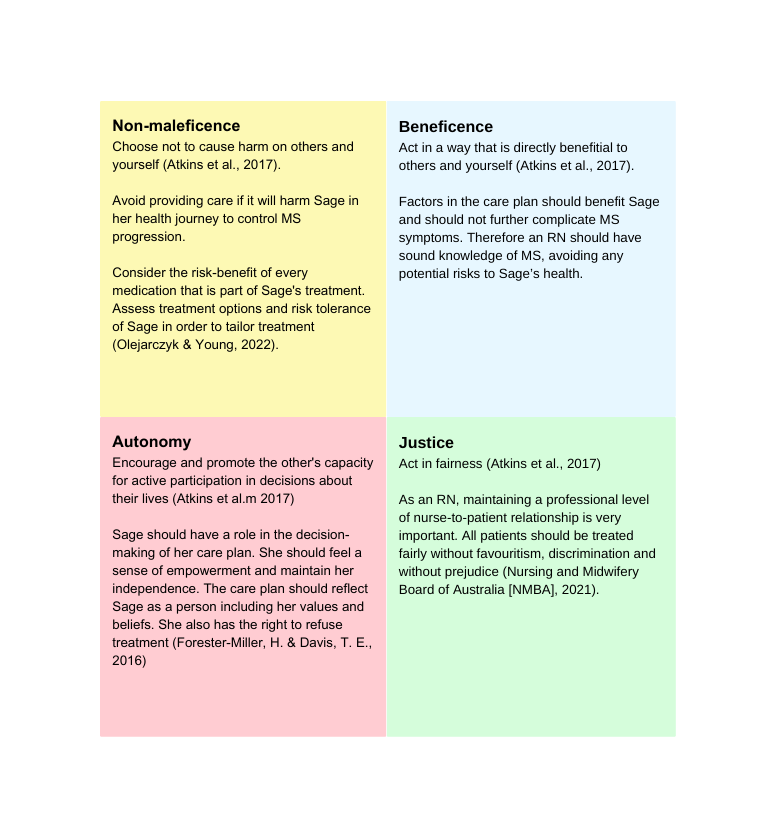 Non-maleficence
Choose not to cause harm on others and
yourself (Atkins et al., 2017).
Avoid providing care if it will harm Sage in
her health journey to control MS
progression.
Consider the risk-benefit of every
medication that is part of Sage's treatment.
Assess treatment options and risk tolerance
of Sage in order to tailor treatment
(Olejarczyk & Young, 2022).
Beneficence
Act in a way that is directly benefitial to
others and yourself (Atkins et al., 2017).
Factors in the care plan should benefit Sage
and should not further complicate MS
symptoms. Therefore an RN should have
sound knowledge of MS, avoiding any
potential risks to Sage’s health.
Autonomy
Encourage and promote the other's capacity
for active participation in decisions about
their lives (Atkins et al.m 2017)
Sage should have a role in the decision-
making of her care plan. She should feel a
sense of empowerment and maintain her
independence. The care plan should reflect
Sage as a person including her values and
beliefs. She also has the right to refuse
treatment (Forester-Miller, H. & Davis, T. E.,
2016)
Justice
Act in fairness (Atkins et al., 2017)
As an RN, maintaining a professional level
of nurse-to-patient relationship is very
important. All patients should be treated
fairly without favouritism, discrimination and
without prejudice (Nursing and Midwifery
Board of Australia [NMBA], 2021).